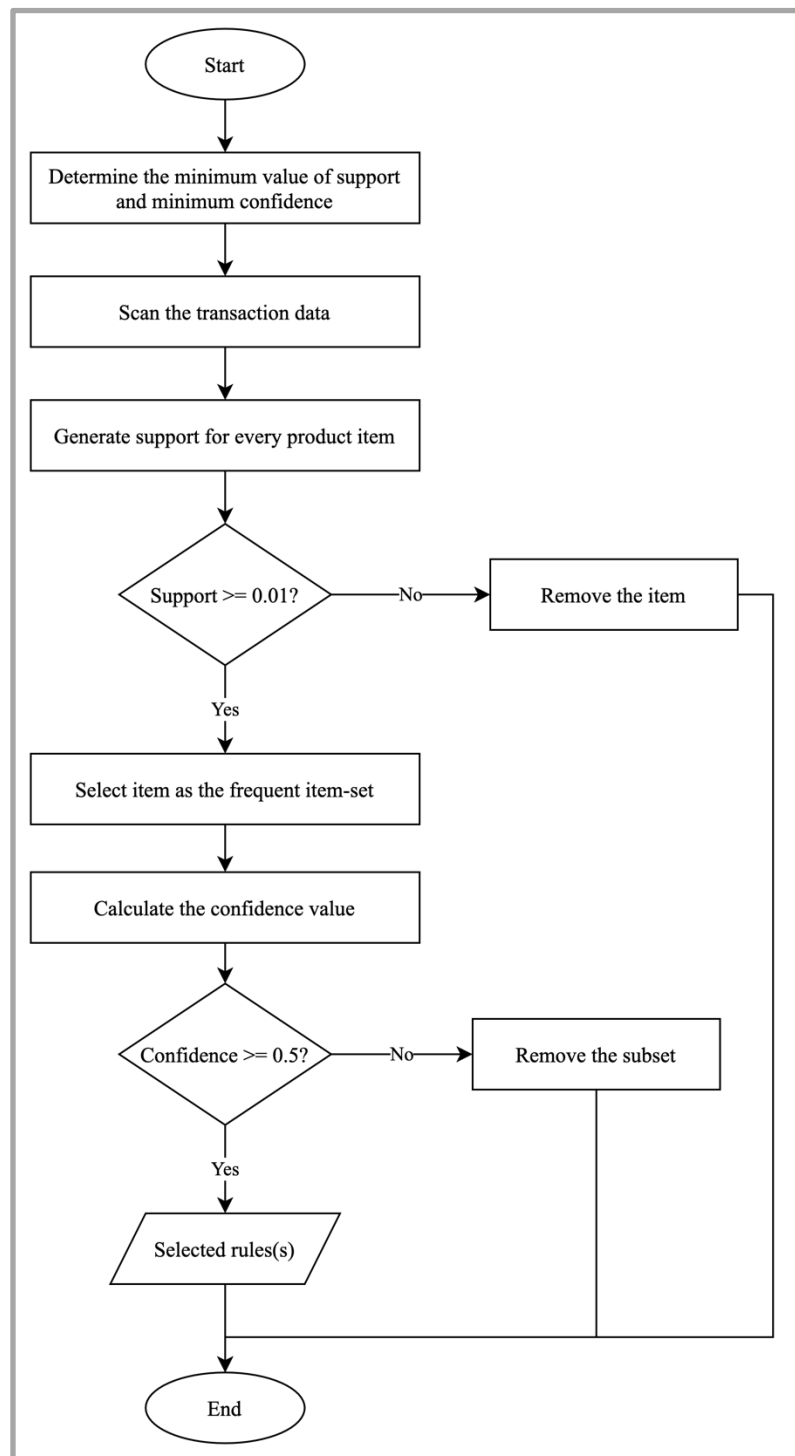 Start
Determine the minimum value of support
and minimum confidence
Scan the transaction data
Generate support for every product item
Support >= 0.01?
No
Remove the item
Yes
Select item as the frequent item-set
Calculate the confidence value
Confidence >= 0.5?
No
Remove the subset
Yes
Selected rules(s)
End